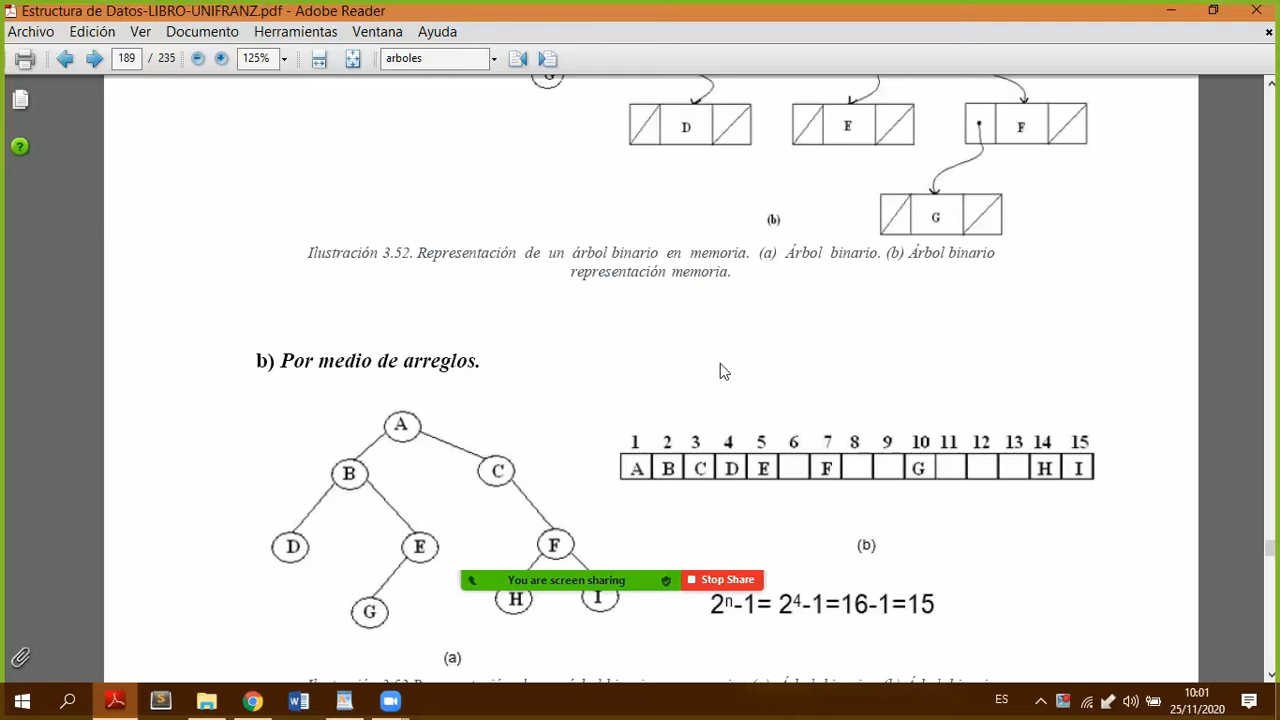 Estructura de Datos-LIBRO-UNIFRANZ.pdf - Adobe Reader
Archivo Edición Ver Documento Herramientas Ventana Ayuda
189 / 235 125% arboles
G
D E F
G
(b)
Ilustración 3.52. Representación de un árbol binario en memoria. (a) Árbol binario. (b) Árbol binario
representación memoria.
b) Por medio de arreglos.
A
B C
D E F
G H I
(a)
1 2 3 4 5 6 7 8 9 10 11 12 13 14 15
A B C D E F G H I
(b)
2ⁿ-1= 2⁴-1=16-1=15
You are screen sharing Stop Share
ES
10:01
25/11/2020